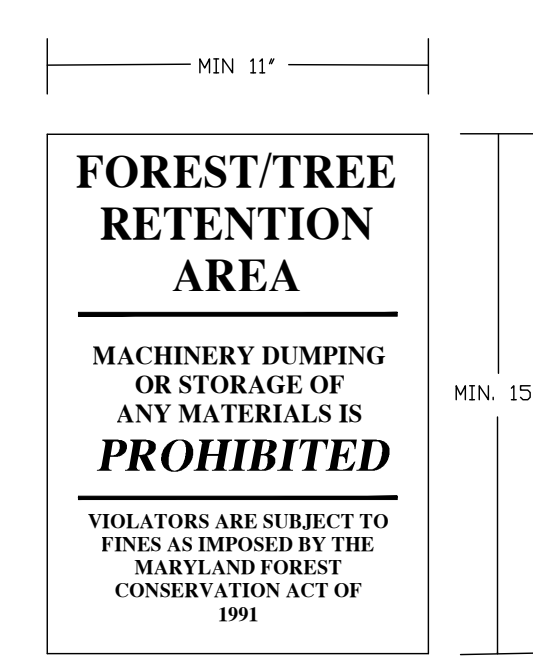 MIN 11"
FOREST/TREE
RETENTION
AREA
MACHINERY DUMPING
OR STORAGE OF
ANY MATERIALS IS
PROHIBITED
MIN. 15
VIOLATORS ARE SUBJECT TO
FINES AS IMPOSED BY THE
MARYLAND FOREST
CONSERVATION ACT OF
1991